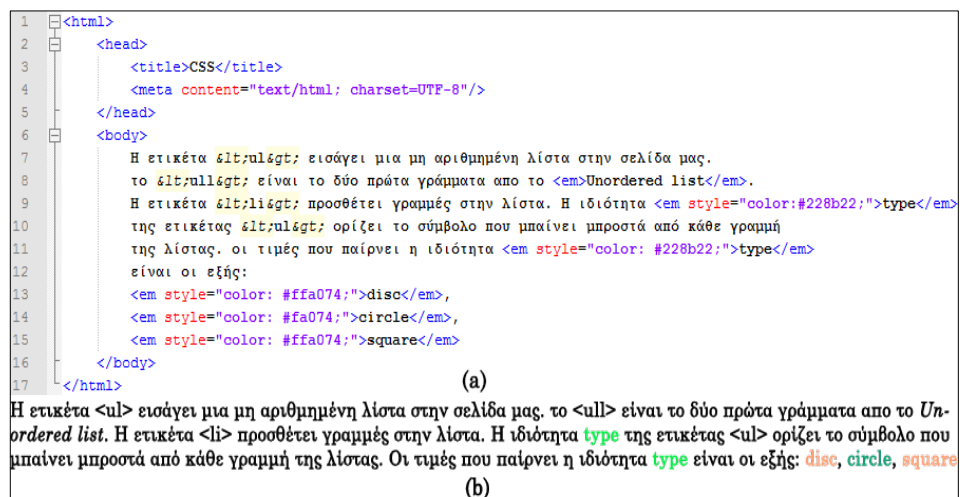 1 <html>
2 <head>
3 <title>CSS</title>
4 <meta content="text/html; charset=UTF-8"/>
5 </head>
6 <body>
7 Η ετικέτα &lt;ul&gt; εισάγει μια μη αριθμημένη λίστα στην σελίδα μας.
8 το &lt;ull&gt; είναι το δύο πρώτα γράμματα απο το <em>Unordered list</em>.
9 Η ετικέτα &lt;li&gt; προσθέτει γραμμές στην λίστα. Η ιδιότητα <em style="color:#228b22;">type</em>
10 της ετικέτας &lt;ul&gt; ορίζει το σύμβολο που μπαίνει μπροστά από κάθε γραμμή
11 της λίστας. οι τιμές που παίρνει η ιδιότητα <em style="color: #228b22;">type</em>
12 είναι οι εξής:
13 <em style="color: #ffa074;">disc</em>,
14 <em style="color: #fa074;">circle</em>,
15 <em style="color: #ffa074;">square</em>
16 </body>
17 </html>
(a)
Η ετικέτα <ul> εισάγει μια μη αριθμημένη λίστα στην σελίδα μας. το <ull> είναι το δύο πρώτα γράμματα απο το Un-
ordered list. Η ετικέτα <li> προσθέτει γραμμές στην λίστα. Η ιδιότητα type της ετικέτας <ul> ορίζει το σύμβολο που
μπαίνει μπροστά από κάθε γραμμή της λίστας. Οι τιμές που παίρνει η ιδιότητα type είναι οι εξής: disc, circle, square
(b)